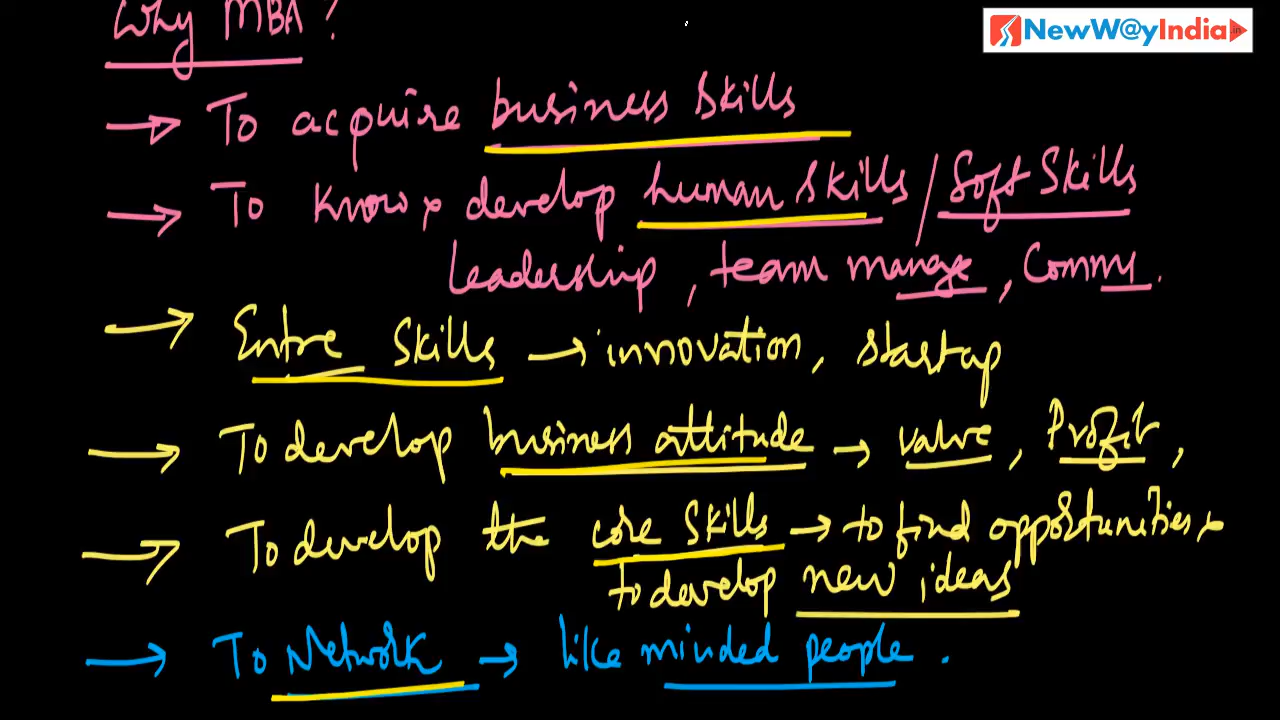 Why MBA?
NewW@yIndia.in
→ To acquire business skills
→ To know & develop human skills / Soft Skills
leadership, team manage, Comm
→ Entre Skills → innovation, startup
→ To develop business attitude → value, Profit,
→ To develop the core skills → to find opportunities &
to develop new ideas
→ To Network → like minded people.